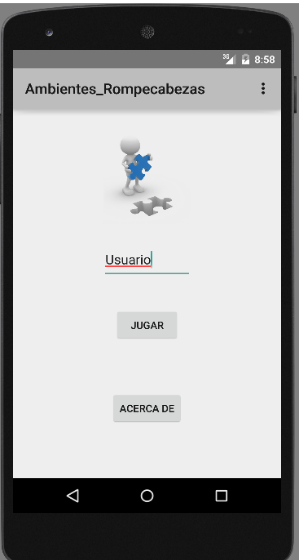 8:58
Ambientes_Rompecabezas
Usuario
JUGAR
ACERCA DE